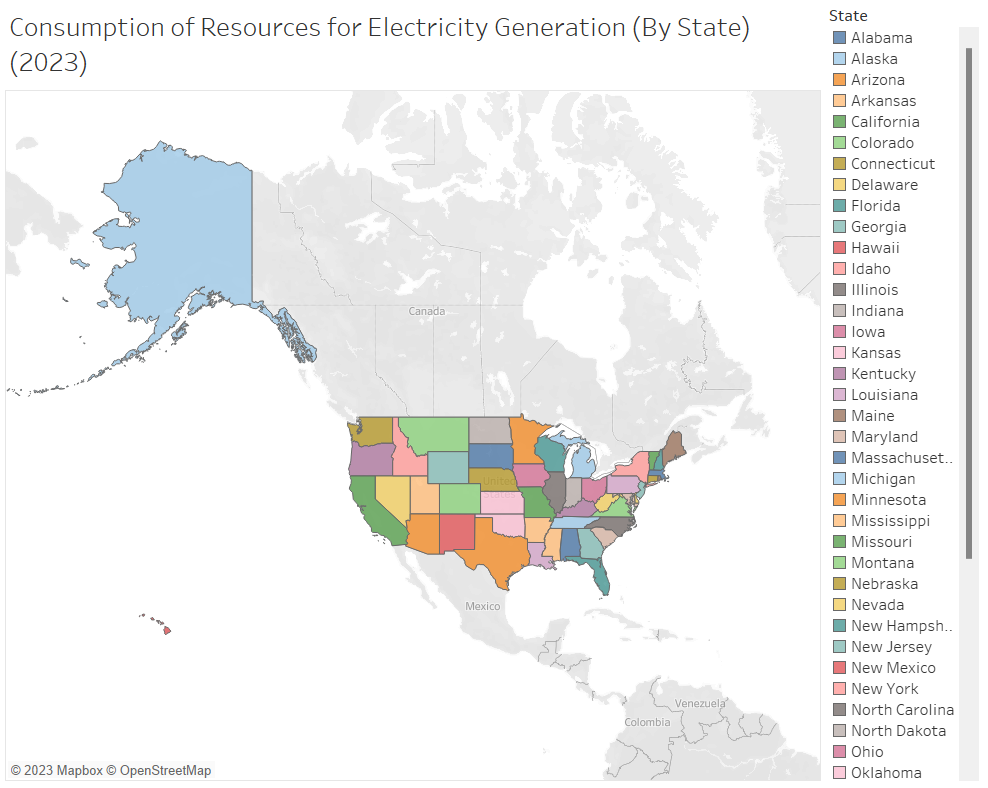 Consumption of Resources for Electricity Generation (By State)
(2023)
State
Alabama
Alaska
Arizona
Arkansas
California
Colorado
Connecticut
Delaware
Florida
Georgia
Hawaii
Idaho
Illinois
Indiana
Iowa
Kansas
Kentucky
Louisiana
Maine
Maryland
Massachuset..
Michigan
Minnesota
Mississippi
Missouri
Montana
Nebraska
Nevada
New Hampsh..
New Jersey
New Mexico
New York
North Carolina
North Dakota
Ohio
Oklahoma
Canada
United
States
Mexico
Venezuela
Colombia
© 2023 Mapbox © OpenStreetMap